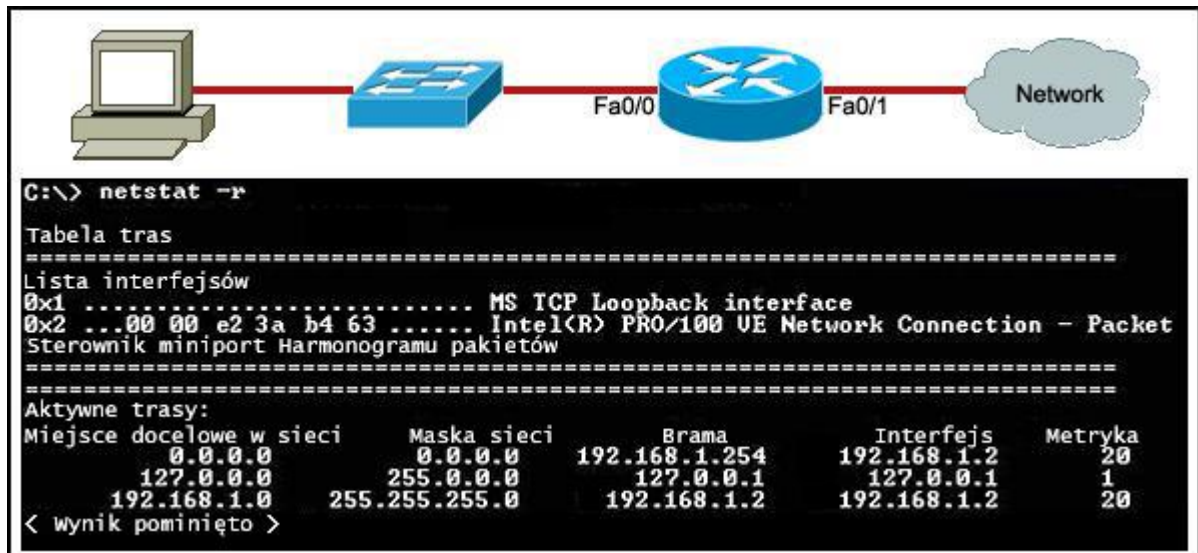 Fa0/0
Fa0/1
Network
C:\> netstat -r
Tabela tras
===========================================================================
Lista interfejsów
0x1 ........................... MS TCP Loopback interface
0x2 ...00 00 e2 3a b4 63 ...... Intel(R) PRO/100 VE Network Connection - Packet
Sterownik miniport Harmonogramu pakietów
===========================================================================
===========================================================================
Aktywne trasy:
Miejsce docelowe w sieci Maska sieci Brama Interfejs Metryka
0.0.0.0 0.0.0.0 192.168.1.254 192.168.1.2 20
127.0.0.0 255.0.0.0 127.0.0.1 127.0.0.1 1
192.168.1.0 255.255.255.0 192.168.1.2 192.168.1.2 20
< Wynik pominięto >